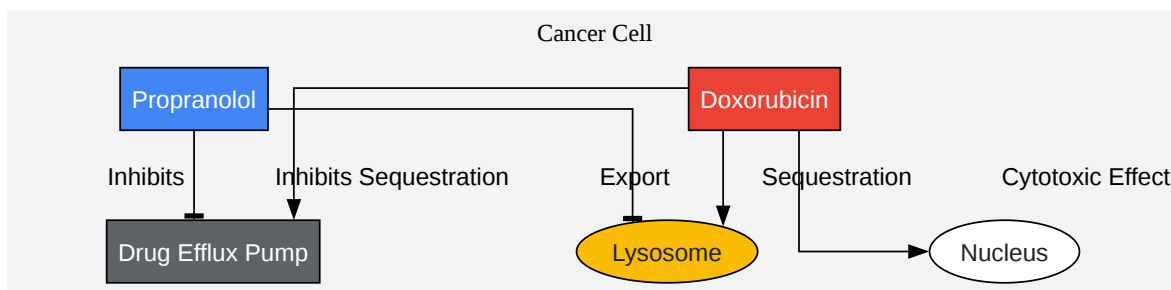 Cancer Cell
Propranolol
Doxorubicin
Inhibits
Inhibits Sequestration
Export
Sequestration
Cytotoxic Effect
Drug Efflux Pump
Lysosome
Nucleus